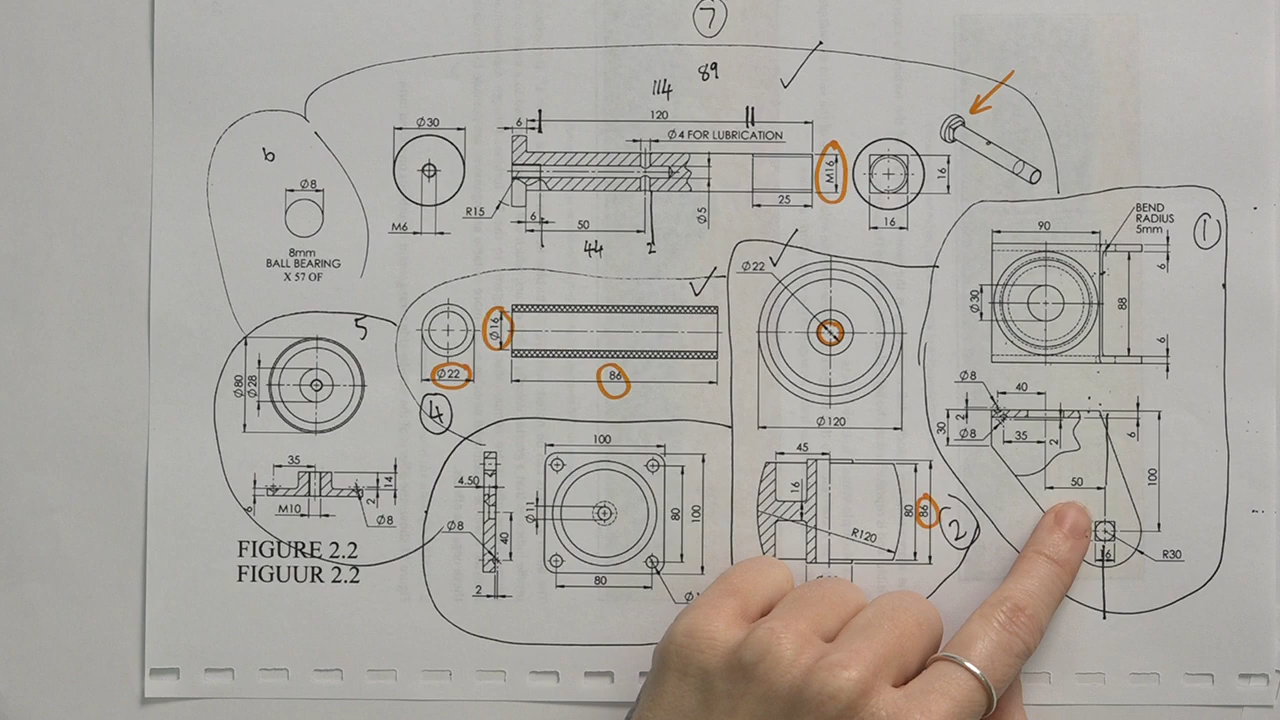 7
89
114
120
6
Ø30
Ø4 FOR LUBRICATION
M16
16
R15
M6
6
50
44
2
Ø5
25
16
6
Ø8
8mm
BALL BEARING
X 57 OF
BEND
RADIUS
5mm
1
90
6
Ø30
88
6
Ø8
40
2
30
Ø8
35
2
6
50
100
16
R30
Ø22
Ø120
45
16
80
86
R120
2
Ø16
Ø22
86
4
5
Ø80
Ø28
35
14
2
6
M10
Ø8
100
4.50
Ø11
Ø8
40
80
100
80
2
FIGURE 2.2
FIGUUR 2.2